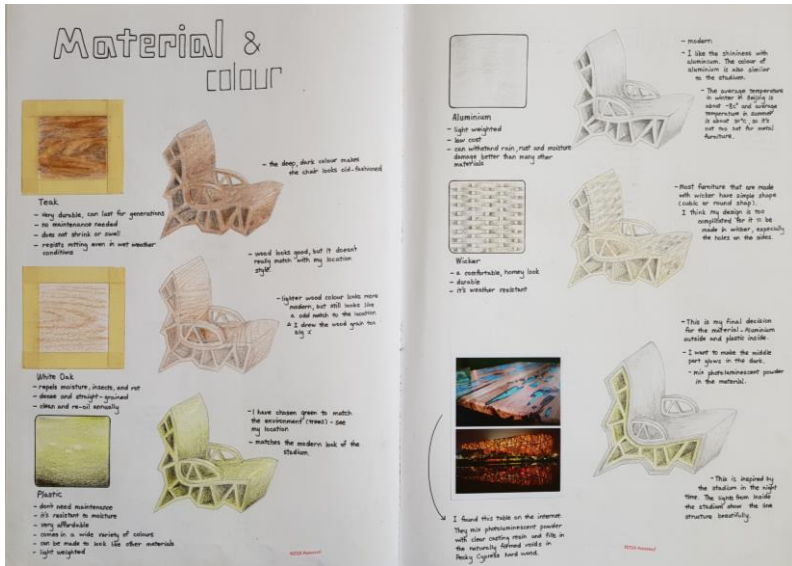 Material &
colour
Teak
- very durable, can last for generations
- no maintenance needed
- does not shrink or swell
- resists rotting even in wet weather
conditions
- the deep, dark colour makes
the chair looks old-fashioned
- wood looks good, but it doesn't
really match with my location
style.
White Oak
- repels moisture, insects, and rot
- dense and straight-grained
- clean and re-oil annually
- lighter wood colour looks more
modern, but still looks like
a odd match to the location
I drew the wood grain too
big
Plastic
- don't need maintenance
- it's resistant to moisture
- very affordable
- comes in a wide variety of colours
- can be made to look like other materials
- light weighted
- I have chosen green to match
the environment (trees) - see
my location
- matches the modern look of the
stadium.
Aluminium
- light weighted
- low cost
- can withstand rain, rust and moisture
damage better than many other
materials
- modern
- I like the shininess with
aluminium. The colour of
aluminium is also similar
to the stadium.
- The average temperature
in winter in Beijing is
about and average
temperature in summer
is about so it's
not too hot for metal
furniture.
Wicker
- a comfortable, homey look
- durable
- it's weather resistant
- Most furniture that are made
with wicker have simple shape
(cubic or round shap).
I think my design is too
complicated for it to be
made in wicker, especially
the holes on the sides.
I found this table on the internet.
They mix photoluminescent powder
with clear casting resin and fills in
the naturally formed voids in
Pecky Cypress hard wood.
- This is my final decision
for the material - Aluminium
outside and plastic inside.
- I want to make the middle
part glows in the dark.
- mix photoluminescent powder
in the material.
- This is inspired by
the stadium in the night
time. The lights from inside
the stadium show the line
structure beautifully.